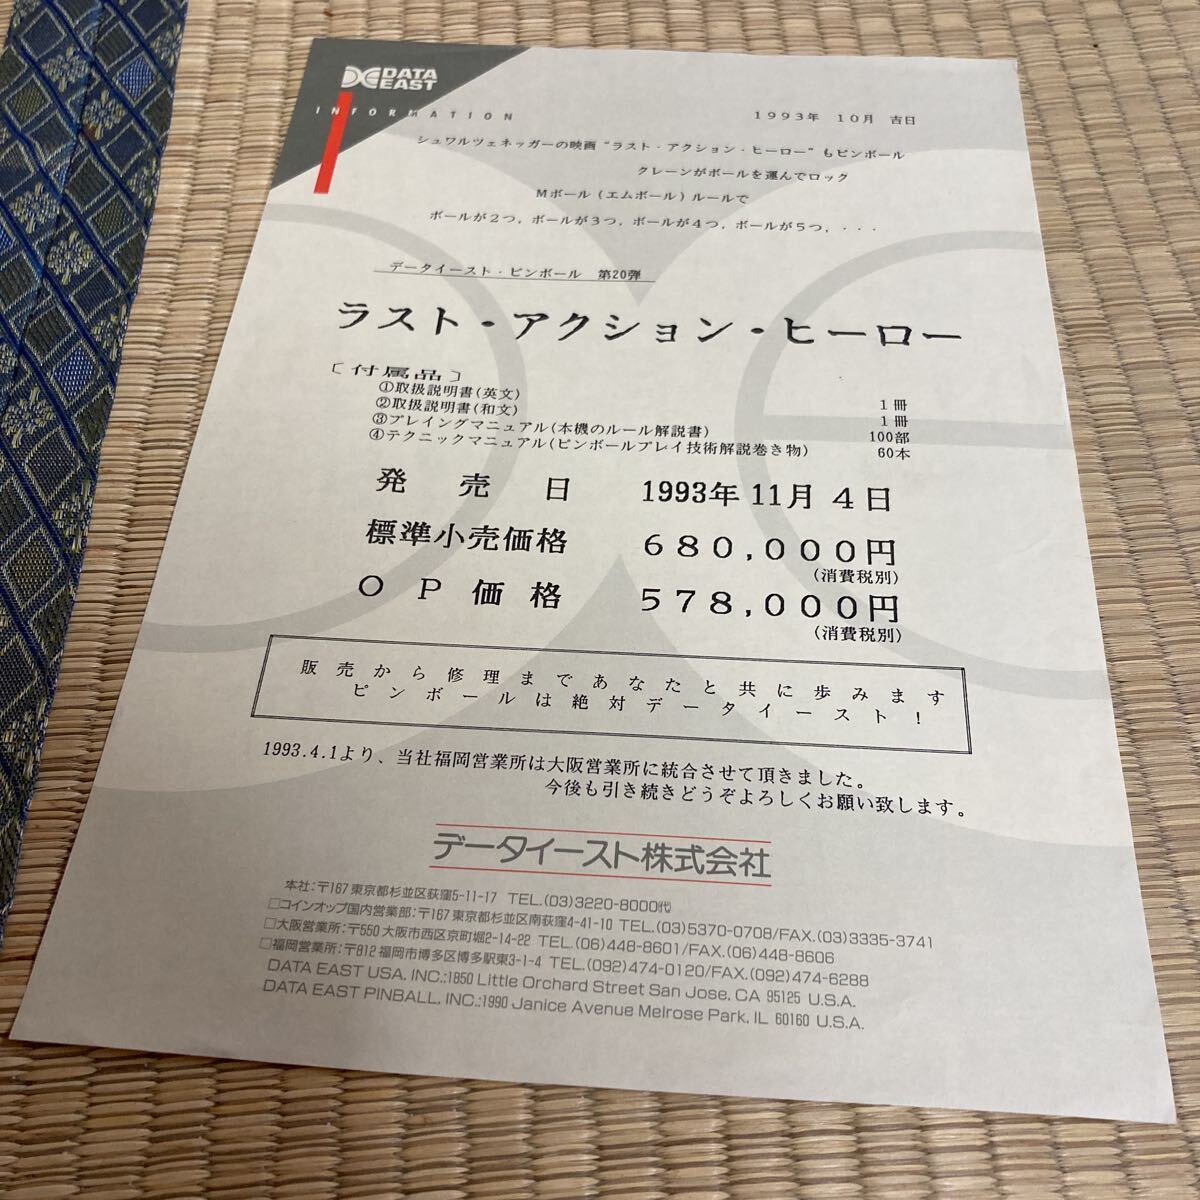 DATA
EAST
INFORMATION
1993年 10月 吉日
シュワルツェネッガーの映画“ラスト・アクション・ヒーロー”もピンボール
クレーンがボールを運んでロック
Mボール(エムボール)ルールで
ボールが2つ,ボールが3つ,ボールが4つ,ボールが5つ,・・・
データイースト・ピンボール 第20弾
ラスト・アクション・ヒーロー
〔付属品〕
①取扱説明書(英文) 1冊
②取扱説明書(和文) 1冊
③プレイングマニュアル(本機のルール解説書) 100部
④テクニックマニュアル(ピンボールプレイ技術解説巻き物) 60本
発売日 1993年11月4日
標準小売価格 680,000円
(消費税別)
OP価格 578,000円
(消費税別)
販売から修理まであなたと共に歩みます
ピンボールは絶対データイースト!
1993.4.1より、当社福岡営業所は大阪営業所に統合させて頂きました。
今後も引き続きどうぞよろしくお願い致します。
データイースト株式会社
本社:〒167 東京都杉並区荻窪5-11-17 TEL.(03)3220-8000代
□コインオップ国内営業部:〒167 東京都杉並区南荻窪4-41-10 TEL.(03)5370-0708/FAX.(03)3335-3741
□大阪営業所:〒550 大阪市西区京町堀2-14-22 TEL.(06)448-8601/FAX.(06)448-8606
□福岡営業所:〒812 福岡市博多区博多駅東3-1-4 TEL.(092)474-0120/FAX.(092)474-6288
DATA EAST USA, INC.:1850 Little Orchard Street San Jose, CA 95125 U.S.A.
DATA EAST PINBALL, INC.:1990 Janice Avenue Melrose Park, IL 60160 U.S.A.